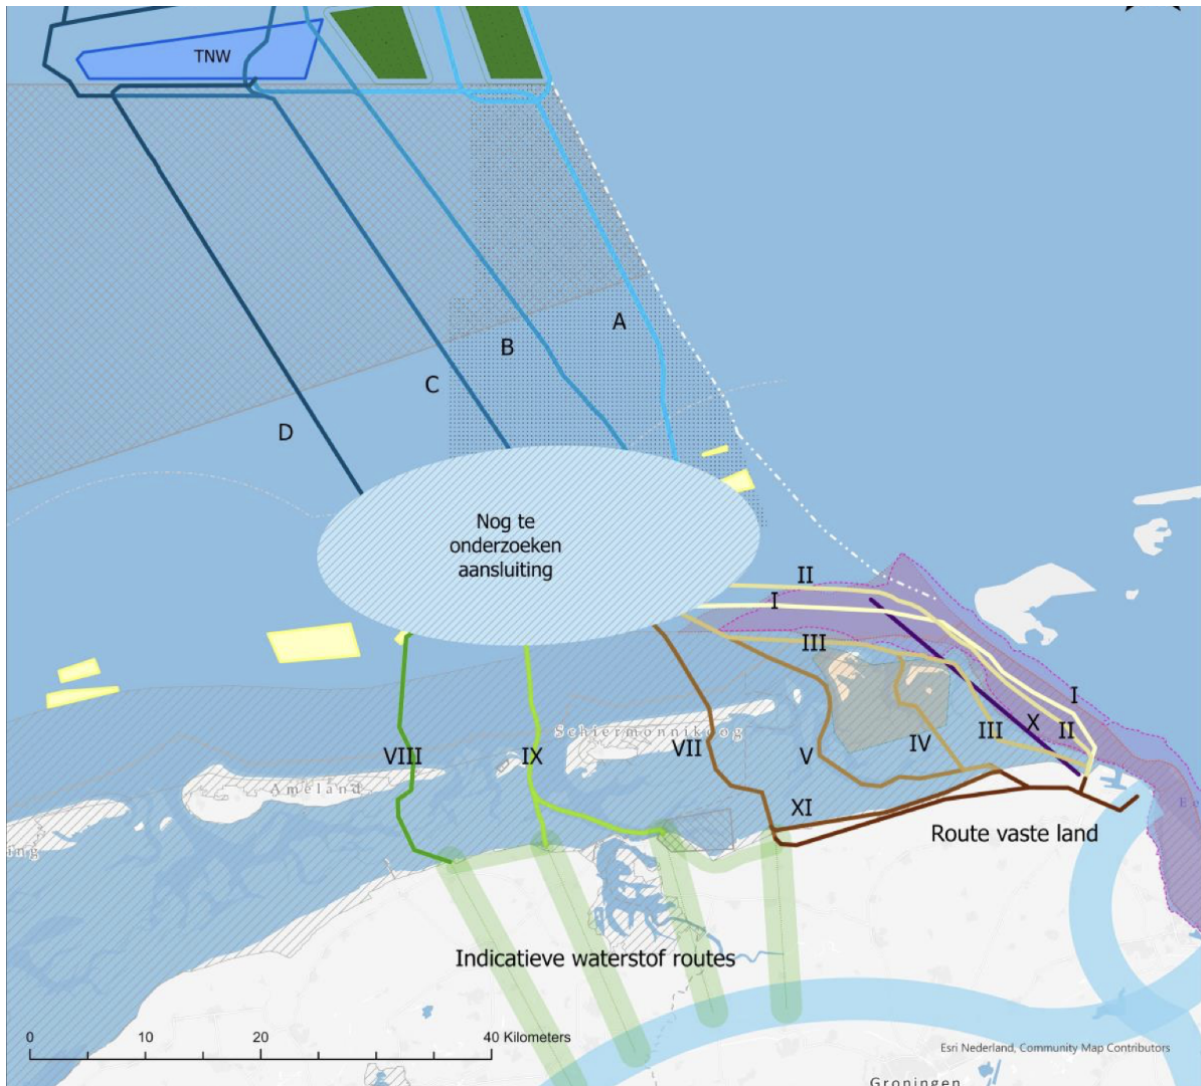 TNW
A
B
C
D
Nog te
onderzoeken
aansluiting
II
I
III
I
X
II
III
IV
V
VII
Schiermonnikoog
VIII
IX
Ameland
XI
Route vaste land
Indicatieve waterstof routes
0 10 20 40 Kilometers
Esri Nederland, Community Map Contributors
Groningen